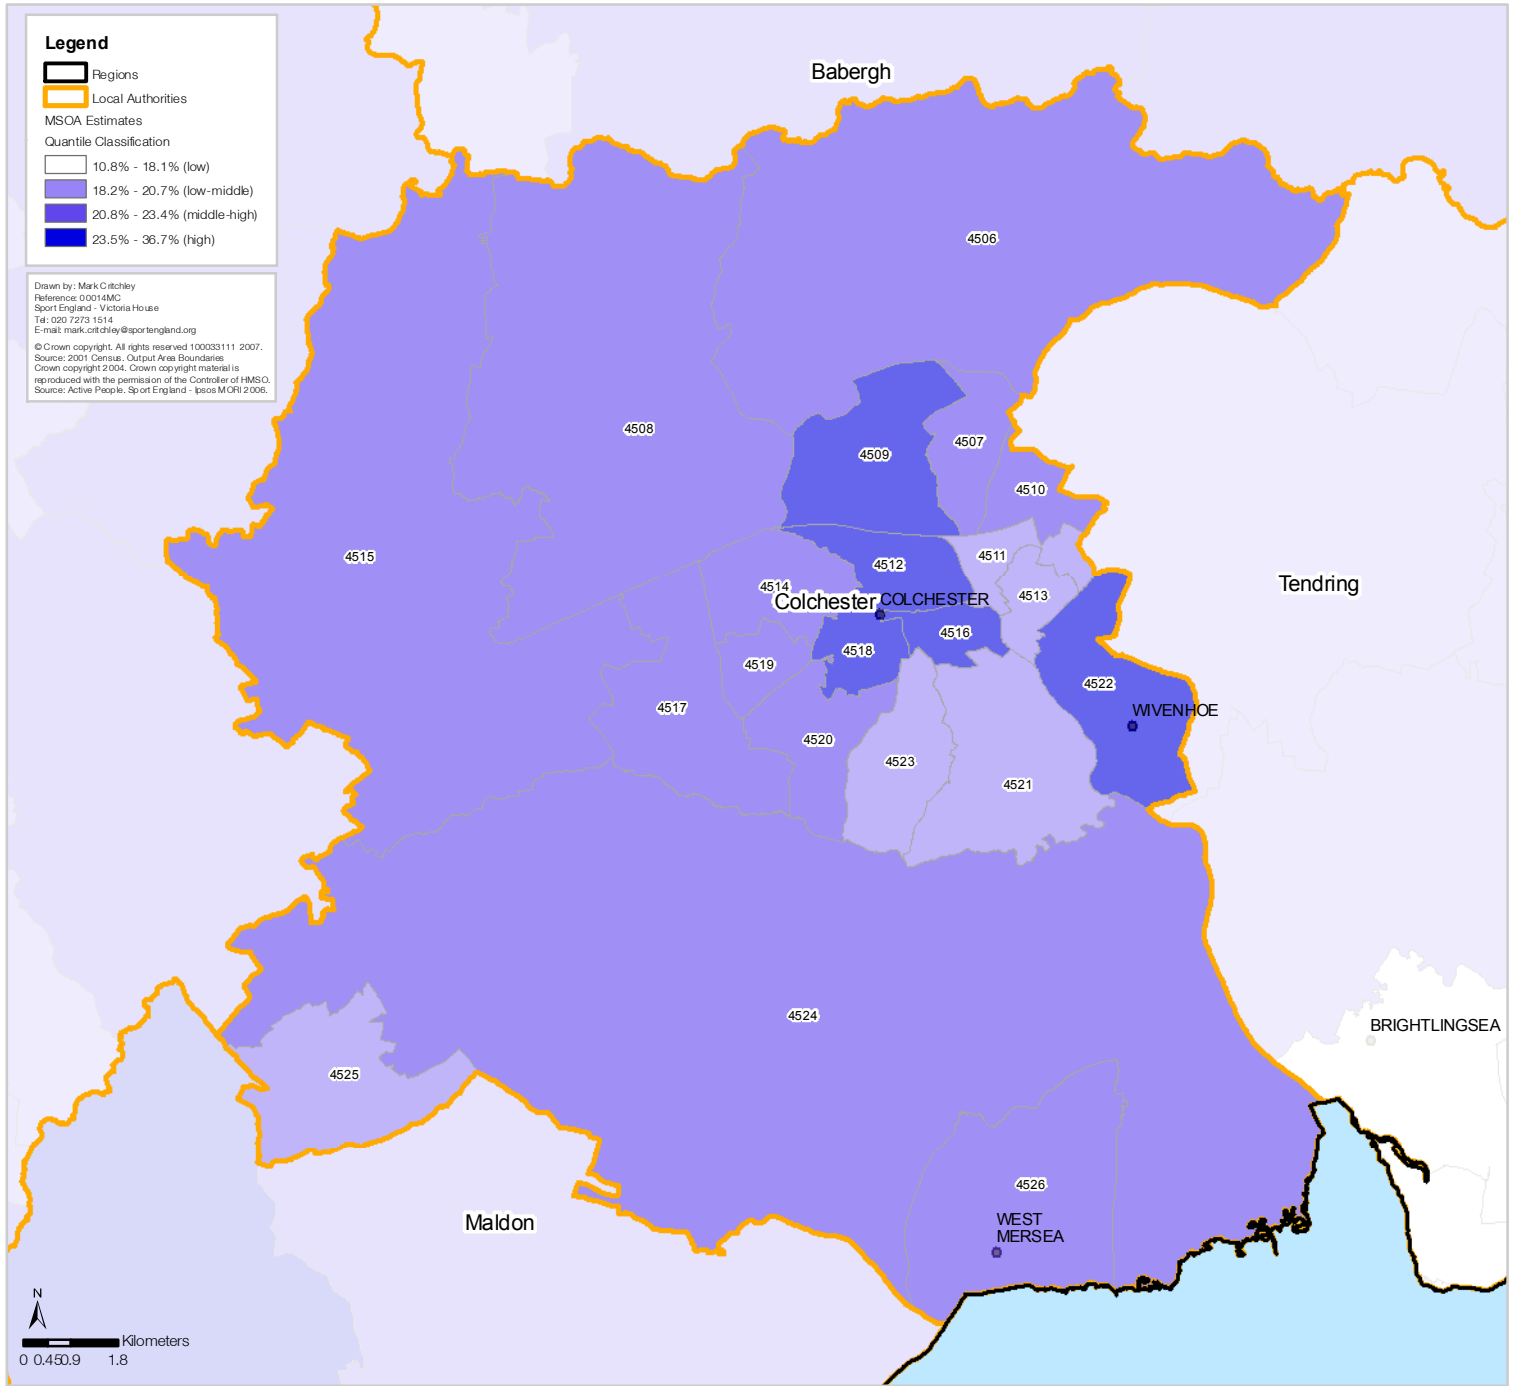 Legend
Regions
Local Authorities
MSOA Estimates
Quantile Classification
10.8% - 18.1% (low)
18.2% - 20.7% (low-middle)
20.8% - 23.4% (middle-high)
23.5% - 36.7% (high)
Drawn by: Mark Critchley
Reference: 00014MC
Sport England - Victoria House
Tel: 020 7273 1514
E-mail: mark.critchley@sportengland.org
© Crown copyright. All rights reserved 100033111 2007.
Source: 2001 Census. Output Area Boundaries
Crown copyright 2004. Crown copyright material is
reproduced with the permission of the Controller of HMSO.
Source: Active People. Sport England - Ipsos MORI 2006.
Babergh
4506
4508
4507
4509
4510
4515
4511
4512
Tendring
4514
4513
Colchester
COLCHESTER
4516
4518
4519
4522
4517
WIVENHOE
4520
4523
4521
4524
BRIGHTLINGSEA
4525
4526
Maldon
WEST
MERSEA
N
Kilometers
0 0.45 0.9 1.8